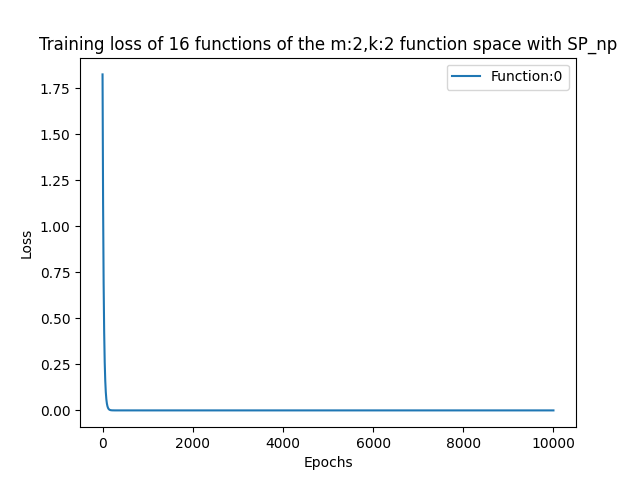 Training loss of 16 functions of the m:2,k:2 function space with SP_np
Function:0
1.75
1.50
1.25
1.00
0.75
0.50
0.25
0.00
Loss
0 2000 4000 6000 8000 10000
Epochs